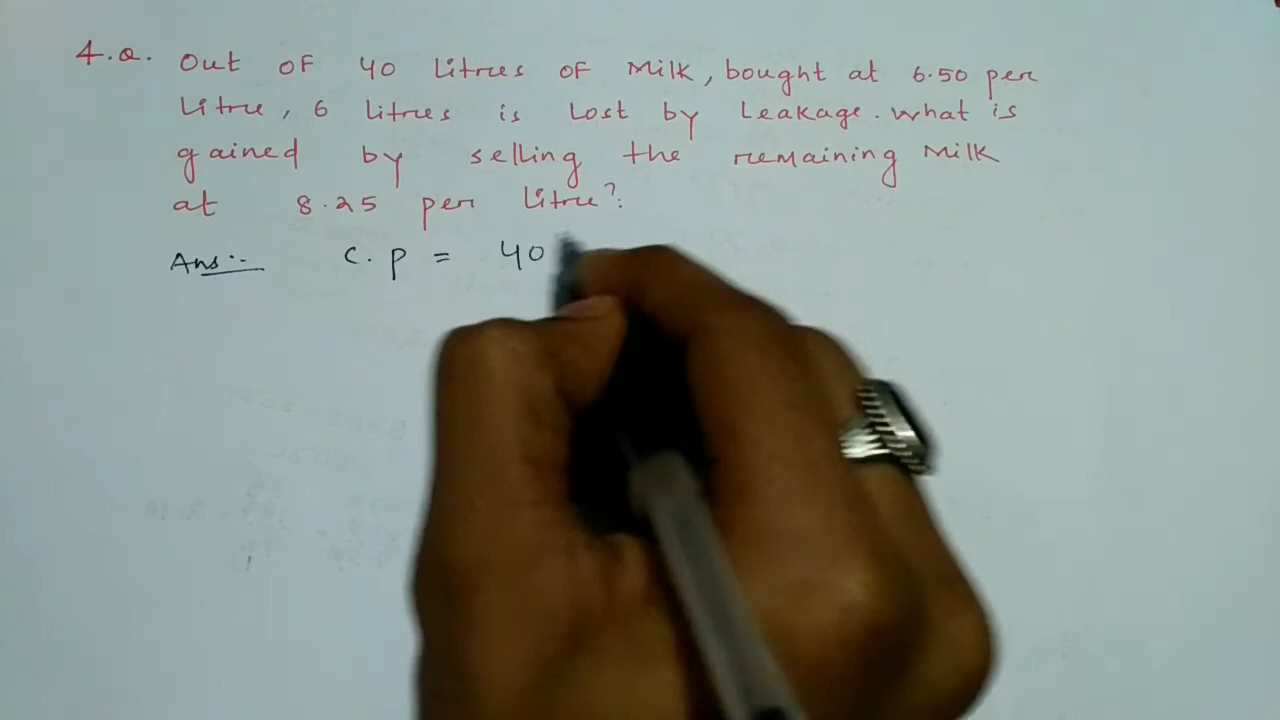 4.Q. Out OF 40 Litres OF Milk, bought at 6.50 per
Litre, 6 litres is Lost by Leakage. what is
gained by selling the remaining Milk
at 8.25 per litre?
Ans:- C.P = 40